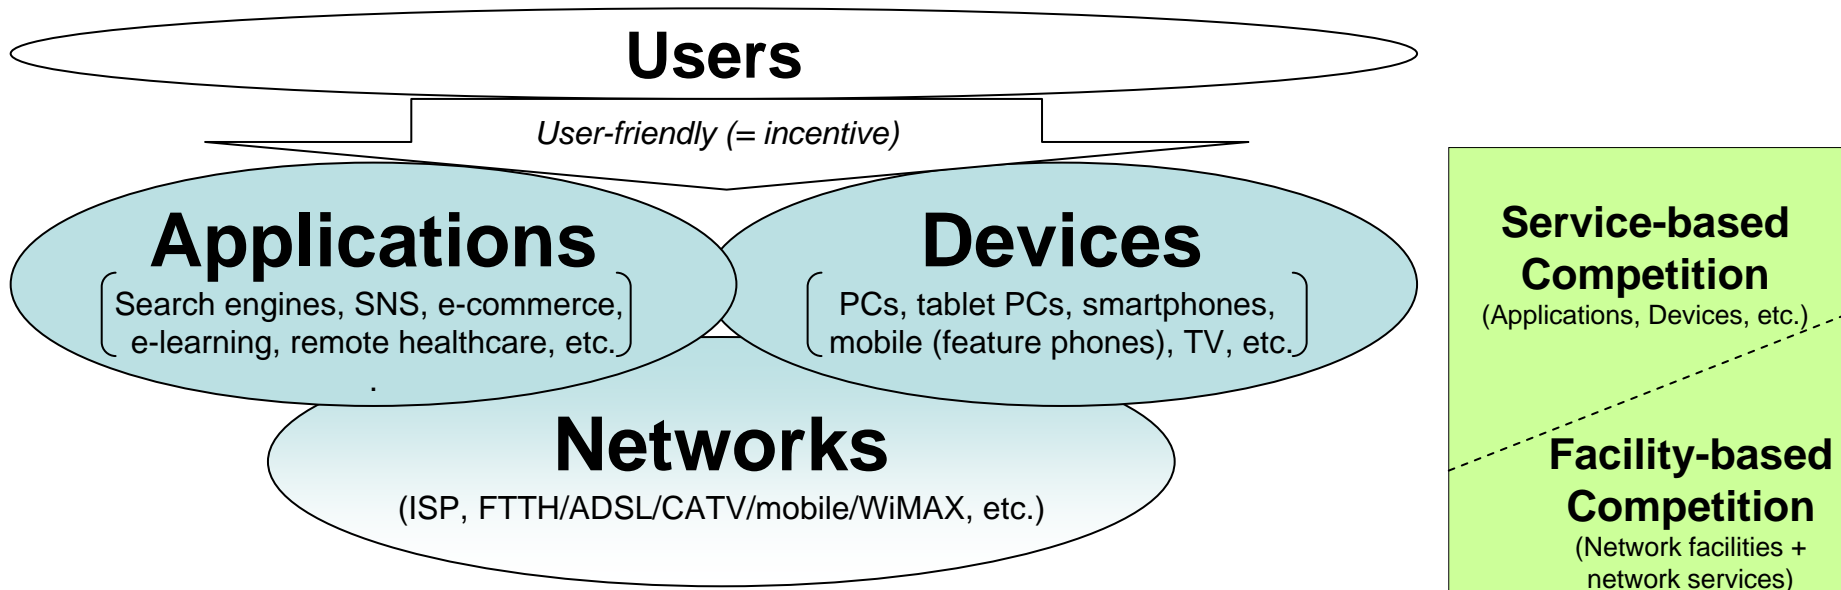 Users
User-friendly (= incentive)
Applications
Search engines, SNS, e-commerce,
e-learning, remote healthcare, etc.
.
Devices
PCs, tablet PCs, smartphones,
mobile (feature phones), TV, etc.
Networks
(ISP, FTTH/ADSL/CATV/mobile/WiMAX, etc.)
Service-based
Competition
(Applications, Devices, etc.)
Facility-based
Competition
(Network facilities +
network services)